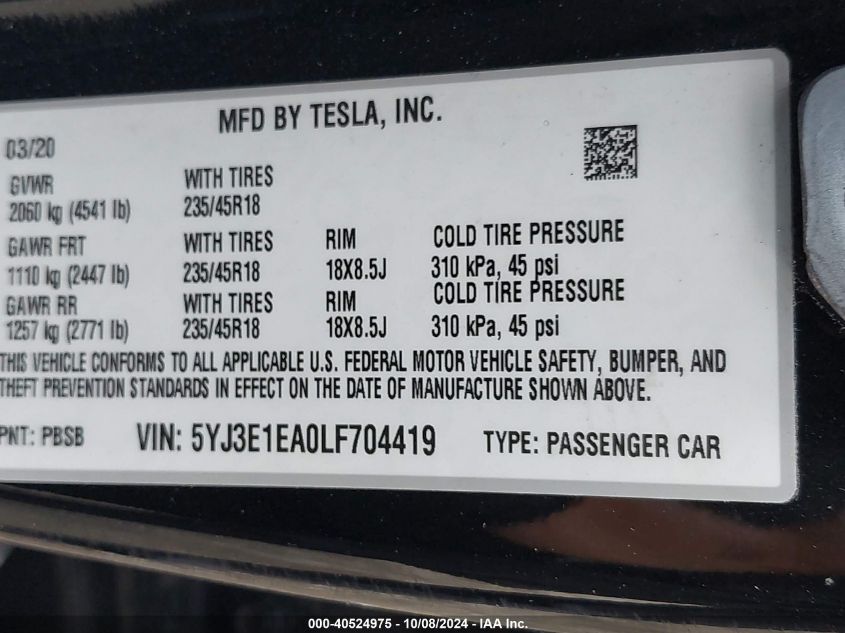 MFD BY TESLA, INC.
03/20
GVWR WITH TIRES
2060 kg (4541 lb) 235/45R18
GAWR FRT WITH TIRES RIM COLD TIRE PRESSURE
1110 kg (2447 lb) 235/45R18 18X8.5J 310 kPa, 45 psi
GAWR RR WITH TIRES RIM COLD TIRE PRESSURE
1257 kg (2771 lb) 235/45R18 18X8.5J 310 kPa, 45 psi
THIS VEHICLE CONFORMS TO ALL APPLICABLE U.S. FEDERAL MOTOR VEHICLE SAFETY, BUMPER, AND
THEFT PREVENTION STANDARDS IN EFFECT ON THE DATE OF MANUFACTURE SHOWN ABOVE.
PNT: PBSB VIN: 5YJ3E1EA0LF704419 TYPE: PASSENGER CAR
000-40524975 - 10/08/2024 - IAA Inc.